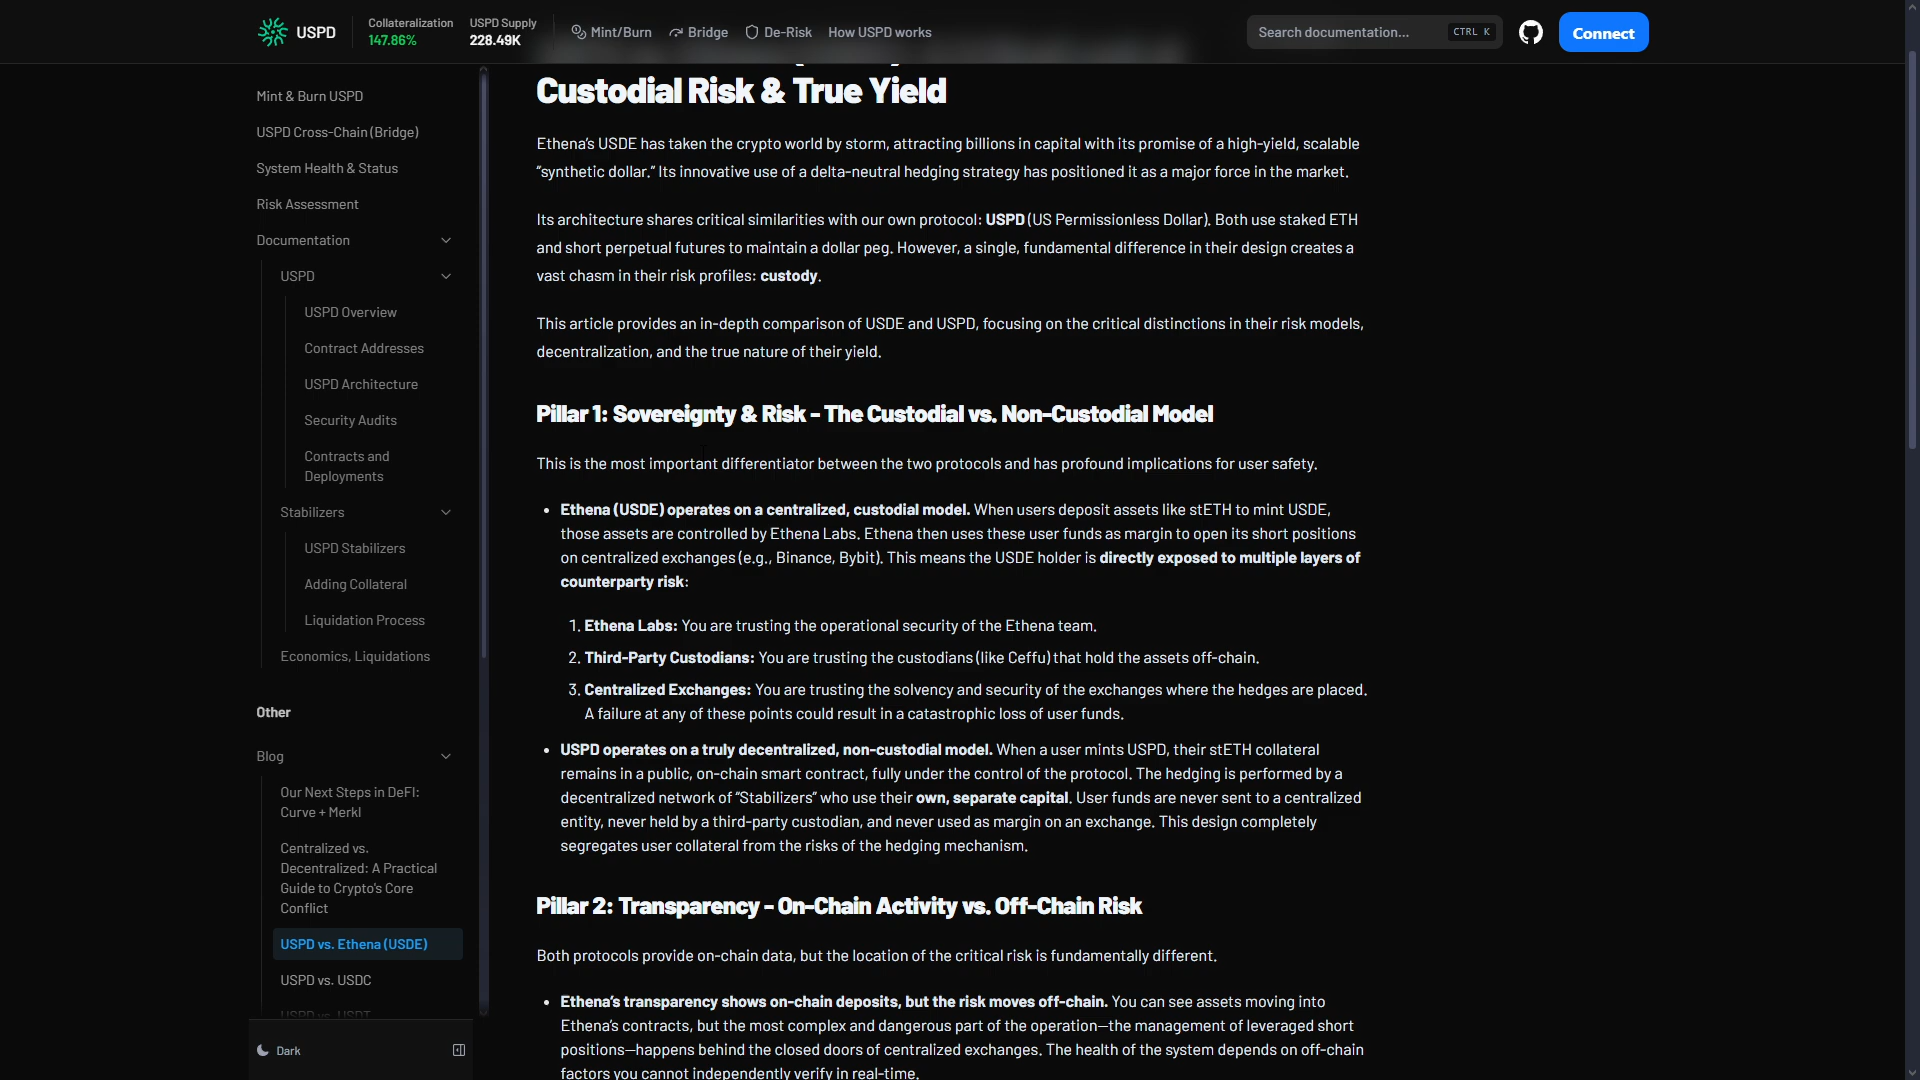 USPD
Collateralization
147.86%
USPD Supply
228.49K
Mint/Burn
Bridge
De-Risk
How USPD works
Search documentation...
CTRL K
Connect
Mint & Burn USPD
USPD Cross-Chain (Bridge)
System Health & Status
Risk Assessment
Documentation
USPD
USPD Overview
Contract Addresses
USPD Architecture
Security Audits
Contracts and
Deployments
Stabilizers
USPD Stabilizers
Adding Collateral
Liquidation Process
Economics, Liquidations
Other
Blog
Our Next Steps in DeFI:
Curve + Merkl
Centralized vs.
Decentralized: A Practical
Guide to Crypto's Core
Conflict
USPD vs. Ethena (USDE)
USPD vs. USDC
USPD vs. USDT
Dark
Custodial Risk & True Yield
Ethena's USDE has taken the crypto world by storm, attracting billions in capital with its promise of a high-yield, scalable
"synthetic dollar." Its innovative use of a delta-neutral hedging strategy has positioned it as a major force in the market.
Its architecture shares critical similarities with our own protocol: USPD (US Permissionless Dollar). Both use staked ETH
and short perpetual futures to maintain a dollar peg. However, a single, fundamental difference in their design creates a
vast chasm in their risk profiles: custody.
This article provides an in-depth comparison of USDE and USPD, focusing on the critical distinctions in their risk models,
decentralization, and the true nature of their yield.
Pillar 1: Sovereignty & Risk - The Custodial vs. Non-Custodial Model
This is the most important differentiator between the two protocols and has profound implications for user safety.
• Ethena (USDE) operates on a centralized, custodial model. When users deposit assets like stETH to mint USDE,
those assets are controlled by Ethena Labs. Ethena then uses these user funds as margin to open its short positions
on centralized exchanges (e.g., Binance, Bybit). This means the USDE holder is directly exposed to multiple layers of
counterparty risk:
1. Ethena Labs: You are trusting the operational security of the Ethena team.
2. Third-Party Custodians: You are trusting the custodians (like Ceffu) that hold the assets off-chain.
3. Centralized Exchanges: You are trusting the solvency and security of the exchanges where the hedges are placed.
A failure at any of these points could result in a catastrophic loss of user funds.
• USPD operates on a truly decentralized, non-custodial model. When a user mints USPD, their stETH collateral
remains in a public, on-chain smart contract, fully under the control of the protocol. The hedging is performed by a
decentralized network of "Stabilizers" who use their own, separate capital. User funds are never sent to a centralized
entity, never held by a third-party custodian, and never used as margin on an exchange. This design completely
segregates user collateral from the risks of the hedging mechanism.
Pillar 2: Transparency - On-Chain Activity vs. Off-Chain Risk
Both protocols provide on-chain data, but the location of the critical risk is fundamentally different.
• Ethena's transparency shows on-chain deposits, but the risk moves off-chain. You can see assets moving into
Ethena's contracts, but the most complex and dangerous part of the operation—the management of leveraged short
positions—happens behind the closed doors of centralized exchanges. The health of the system depends on off-chain
factors you cannot independently verify in real-time.